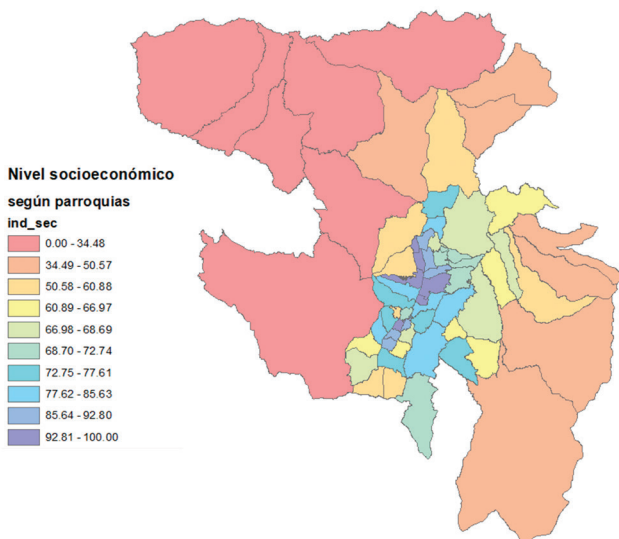 Nivel socioeconómico
según parroquias
ind_sec
0.00 - 34.48
34.49 - 50.57
50.58 - 60.88
60.89 - 66.97
66.98 - 68.69
68.70 - 72.74
72.75 - 77.61
77.62 - 85.63
85.64 - 92.80
92.81 - 100.00